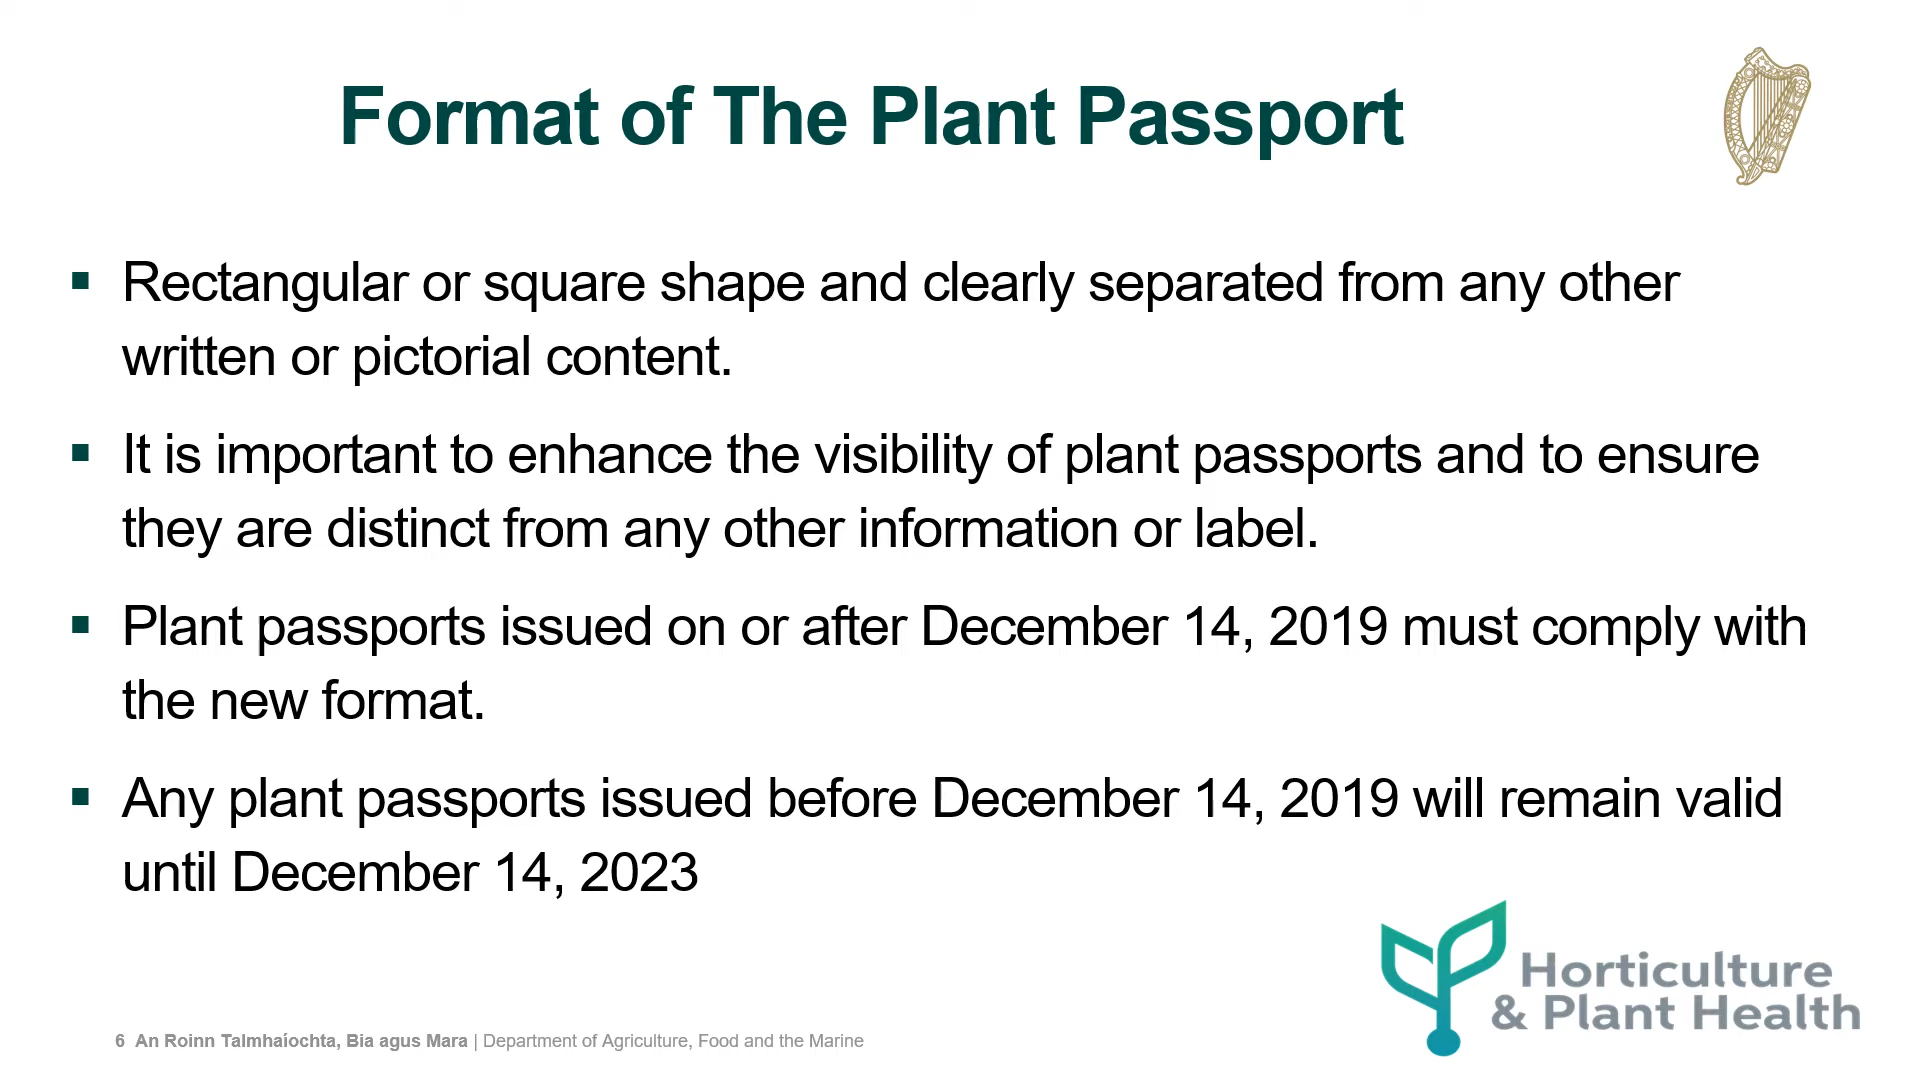 Format of The Plant Passport
▪ Rectangular or square shape and clearly separated from any other
written or pictorial content.
▪ It is important to enhance the visibility of plant passports and to ensure
they are distinct from any other information or label.
▪ Plant passports issued on or after December 14, 2019 must comply with
the new format.
▪ Any plant passports issued before December 14, 2019 will remain valid
until December 14, 2023
Horticulture
& Plant Health
6 An Roinn Talmhaíochta, Bia agus Mara | Department of Agriculture, Food and the Marine